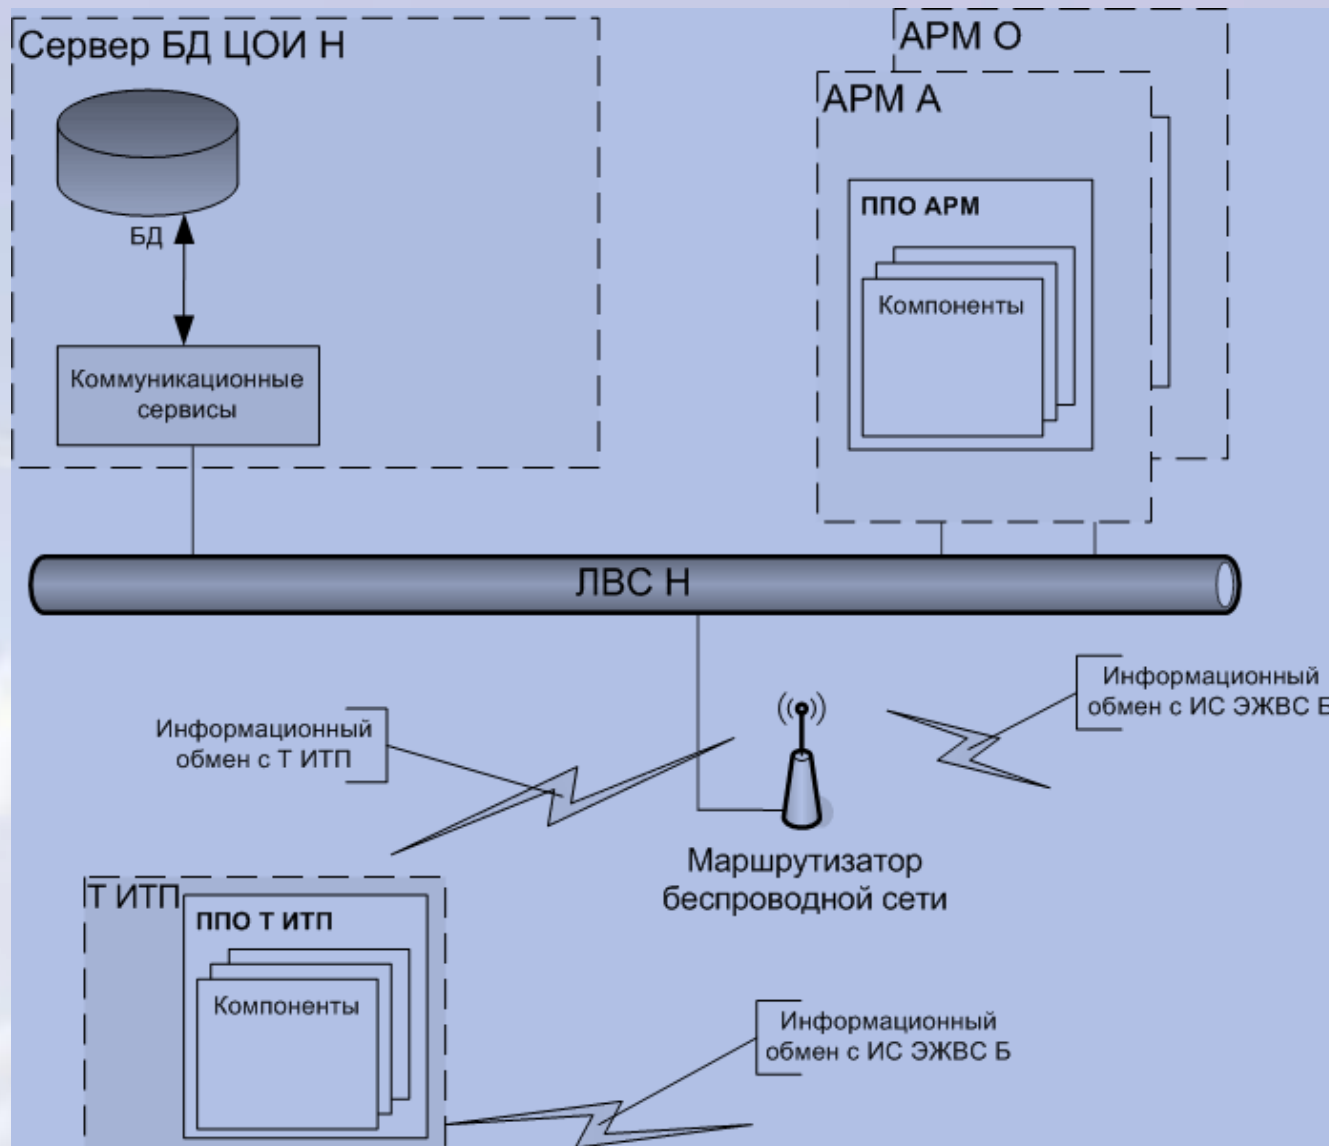 Сервер БД ЦОИ Н
БД
Коммуникационные
сервисы
АРМ О
АРМ А
ППО АРМ
Компоненты
ЛВС Н
Информационный
обмен с ИС ЭЖВС Б
Информационный
обмен с Т ИТП
Маршрутизатор
беспроводной сети
Т ИТП
ППО Т ИТП
Компоненты
Информационный
обмен с ИС ЭЖВС Б